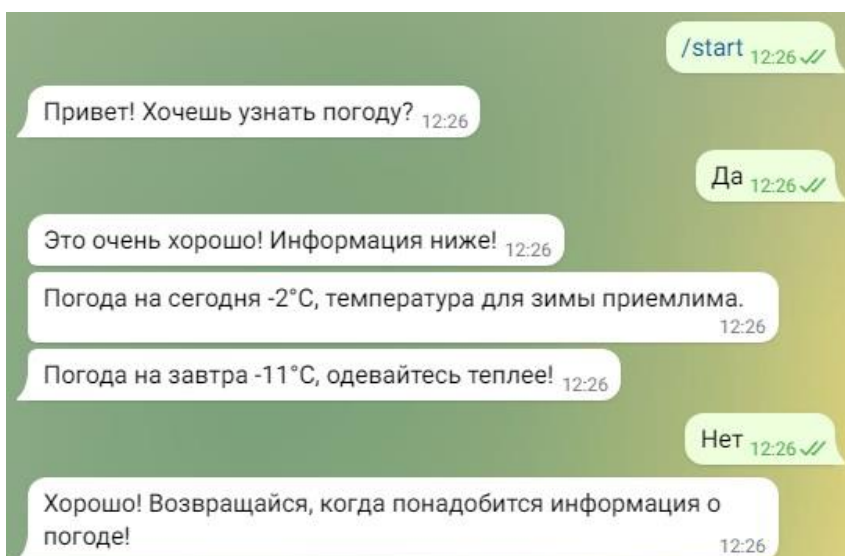 /start 12:26
Привет! Хочешь узнать погоду? 12:26
Да 12:26
Это очень хорошо! Информация ниже! 12:26
Погода на сегодня -2°C, температура для зимы приемлима.
12:26
Погода на завтра -11°C, одевайтесь теплее! 12:26
Нет 12:26
Хорошо! Возвращайся, когда понадобится информация о
погоде! 12:26